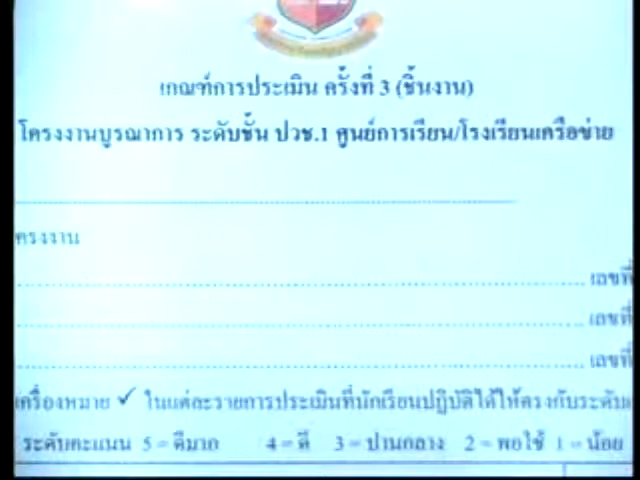 เกณฑ์การประเมิน ครั้งที่ 3 (ชิ้นงาน)
โครงงานบูรณาการ ระดับชั้น ปวช.1 ศูนย์การเรียน/โรงเรียนเครือข่าย
ครงงาน
เลขที่
เลขที่
เลขที่
เครื่องหมาย ✓ ในแต่ละรายการประเมินที่นักเรียนปฏิบัติได้ให้ตรงกับระดับ
ระดับคะแนน 5 = ดีมาก 4 = ดี 3 = ปานกลาง 2 = พอใช้ 1 = น้อย